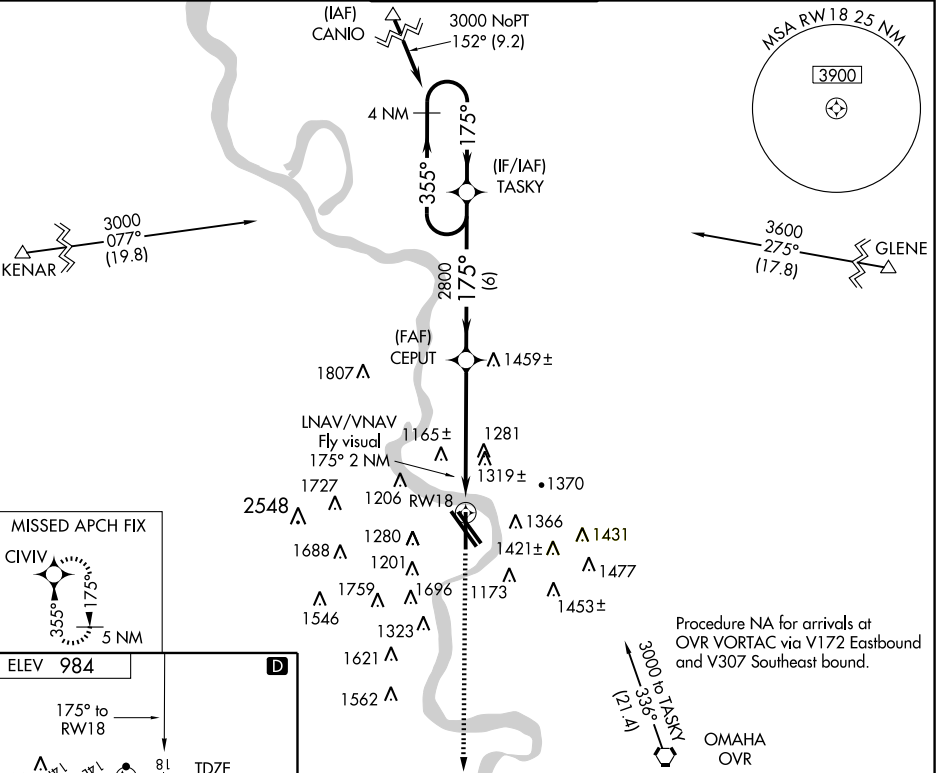 (IAF)
CANIO
3000 NoPT
152° (9.2)
MSA RW18 25 NM
3900
4 NM
175°
355°
(IF/IAF)
TASKY
3000
077°
(19.8)
KENAR
3600
275°
(17.8)
GLENE
2800
175°
(6)
(FAF)
CEPUT
1459±
1807
LNAV/VNAV
Fly visual
175° 2 NM
1165±
1281
1319±
1370
1727
1206
RW18
2548
1366
1280
1431
1421±
1688
1201
1477
1759
1696
1173
1453±
1546
1323
1621
1562
MISSED APCH FIX
CIVIV
355°
175°
5 NM
Procedure NA for arrivals at
OVR VORTAC via V172 Eastbound
and V307 Southeast bound.
3000 to TASKY
336°
(21.4)
OMAHA
OVR
ELEV 984
D
175° to
RW18
18